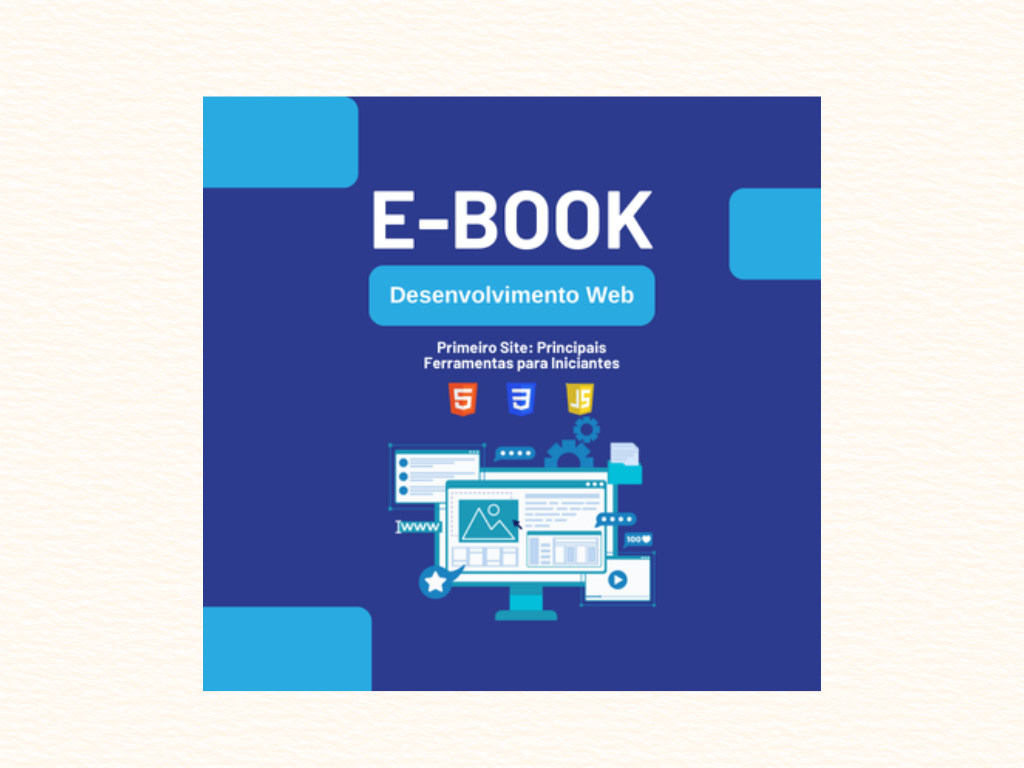 E-BOOK
Desenvolvimento Web
Primeiro Site: Principais
Ferramentas para Iniciantes
5 3 JS
WWW
100